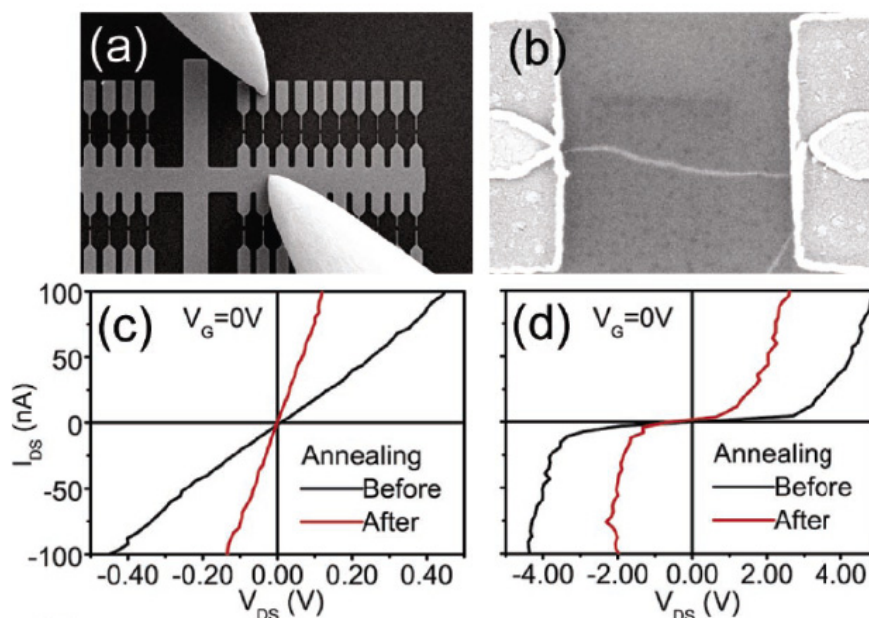 (a)
(b)
(c)
V_G=0V
I_DS (nA)
100
50
0
-50
-100
Annealing
Before
After
-0.40 -0.20 0.00 0.20 0.40
V_DS (V)
(d)
V_G=0V
Annealing
Before
After
-4.00 -2.00 0.00 2.00 4.00
V_DS (V)